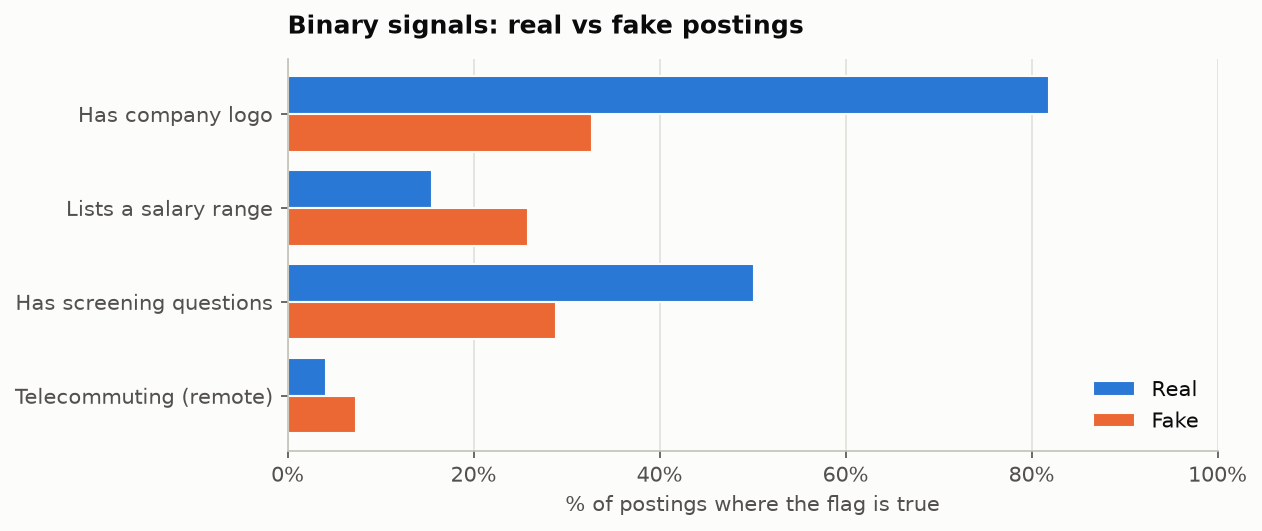 Binary signals: real vs fake postings
Has company logo
Lists a salary range
Has screening questions
Telecommuting (remote)
Real
Fake
0% 20% 40% 60% 80% 100%
% of postings where the flag is true